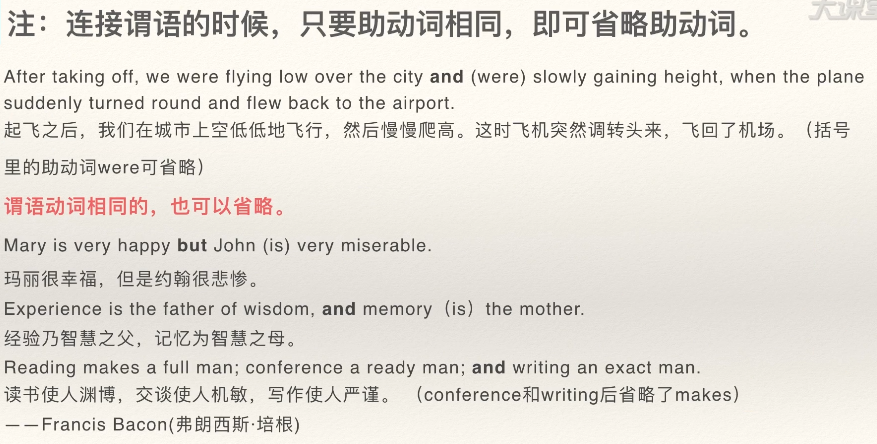 大课堂
注：连接谓语的时候，只要助动词相同，即可省略助动词。
After taking off, we were flying low over the city and (were) slowly gaining height, when the plane
suddenly turned round and flew back to the airport.
起飞之后，我们在城市上空低低地飞行，然后慢慢爬高。这时飞机突然调转头来，飞回了机场。（括号
里的助动词were可省略）
谓语动词相同的，也可以省略。
Mary is very happy but John (is) very miserable.
玛丽很幸福，但是约翰很悲惨。
Experience is the father of wisdom, and memory（is）the mother.
经验乃智慧之父，记忆为智慧之母。
Reading makes a full man; conference a ready man; and writing an exact man.
读书使人渊博，交谈使人机敏，写作使人严谨。（conference和writing后省略了makes）
——Francis Bacon(弗朗西斯·培根)